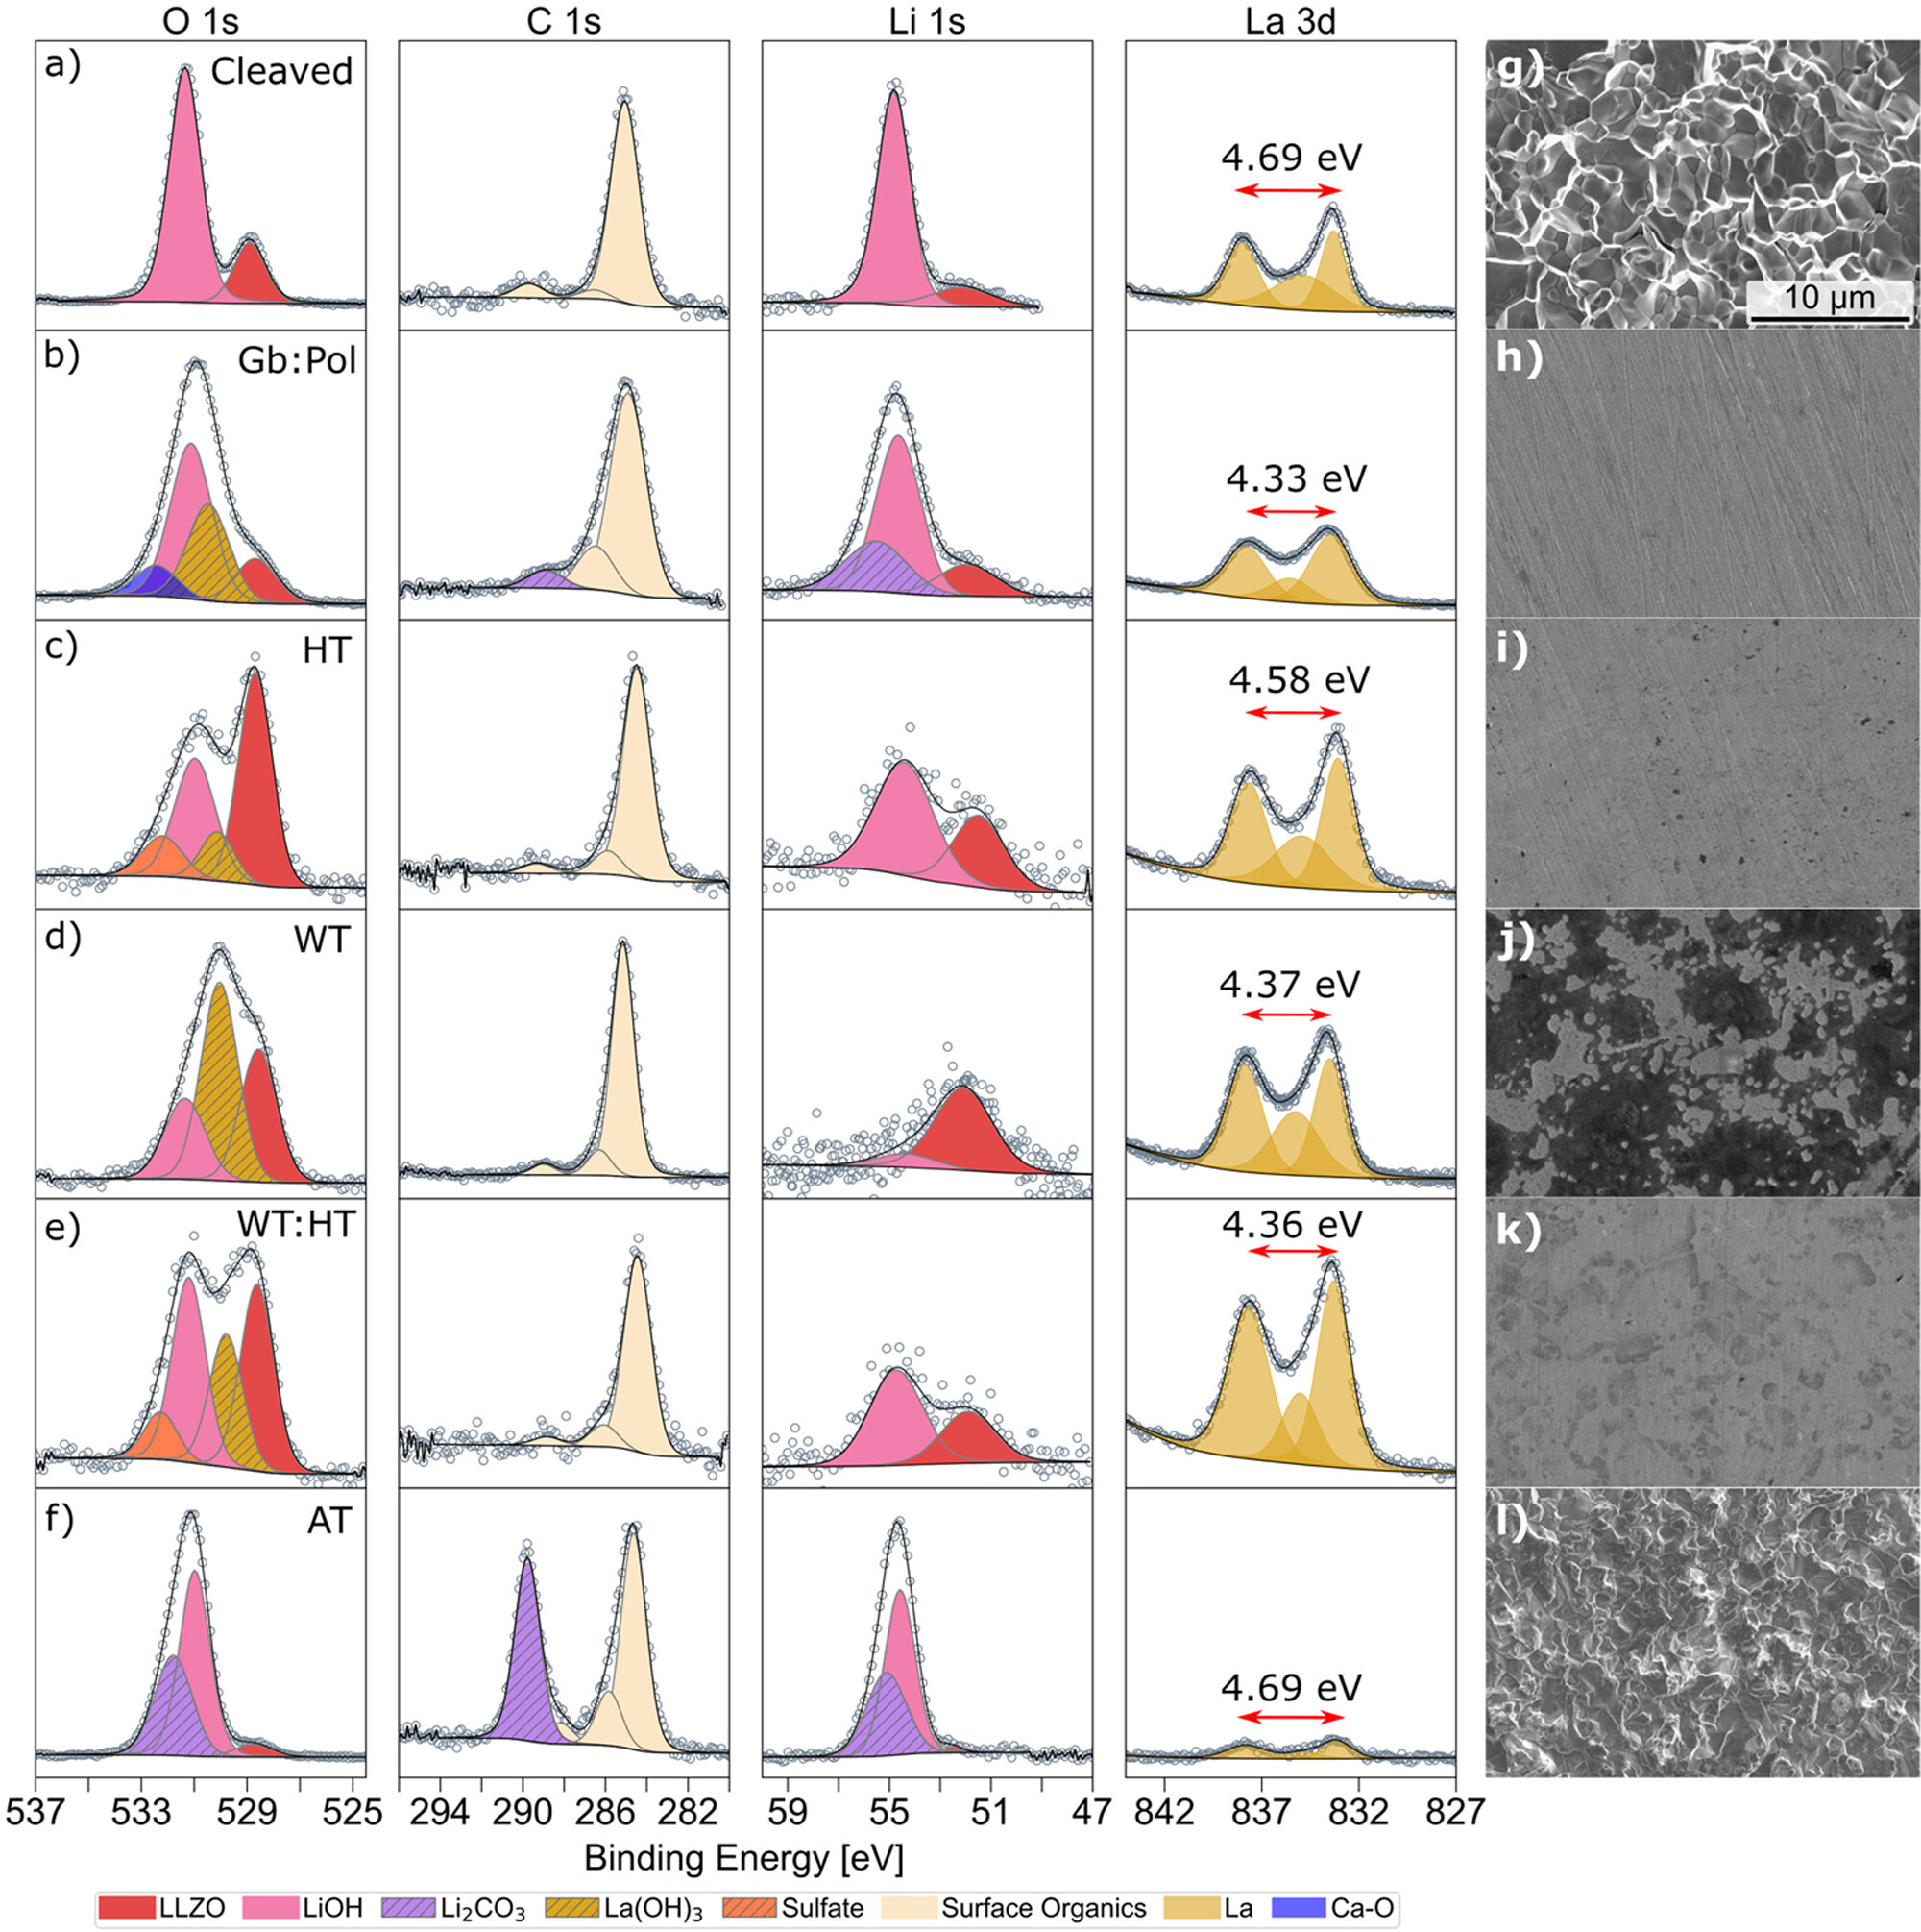 O 1s C 1s Li 1s La 3d
a) Cleaved 4.69 eV g)
10 μm
b) Gb:Pol 4.33 eV h)
c) HT 4.58 eV i)
d) WT 4.37 eV j)
e) WT:HT 4.36 eV k)
f) AT 4.69 eV l)
537 533 529 525 294 290 286 282 59 55 51 47 842 837 832 827
Binding Energy [eV]
LLZO LiOH Li₂CO₃ La(OH)₃ Sulfate Surface Organics La Ca-O